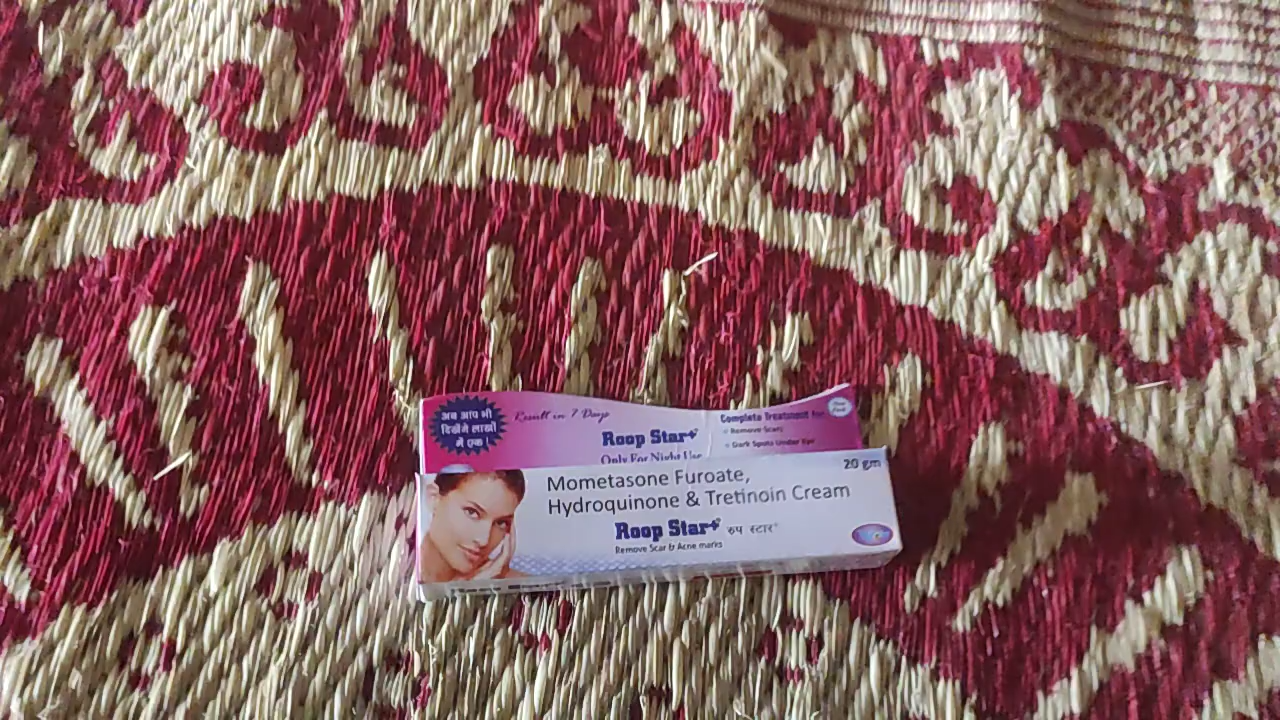 अब आप भी
दिखेंगे लाखों
में एक!
Result in 7 Days
Roop Star+
Only For Night Use
Complete Treatment for
Remove Scars
Dark Spots Under Eye
20 gm
Mometasone Furoate,
Hydroquinone & Tretinoin Cream
Roop Star+ रुप स्टार
Remove Scar & Acne marks